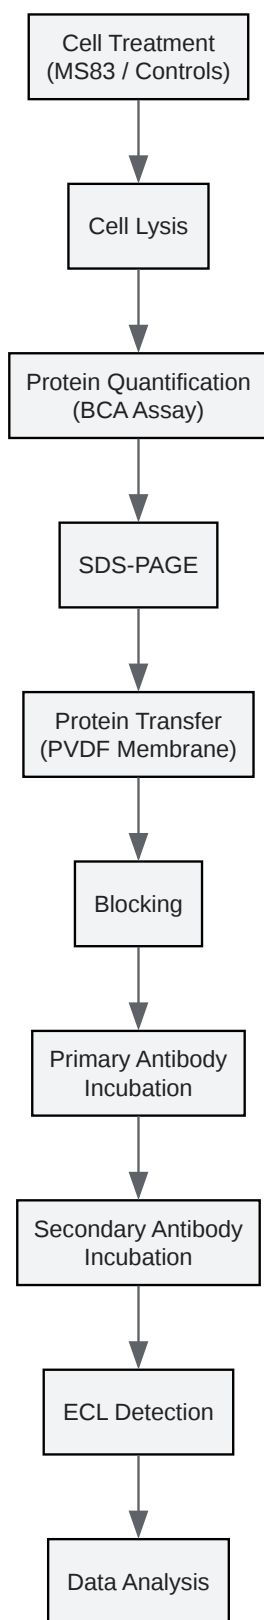 Cell Treatment
(MS83 / Controls)
Cell Lysis
Protein Quantification
(BCA Assay)
SDS-PAGE
Protein Transfer
(PVDF Membrane)
Blocking
Primary Antibody
Incubation
Secondary Antibody
Incubation
ECL Detection
Data Analysis